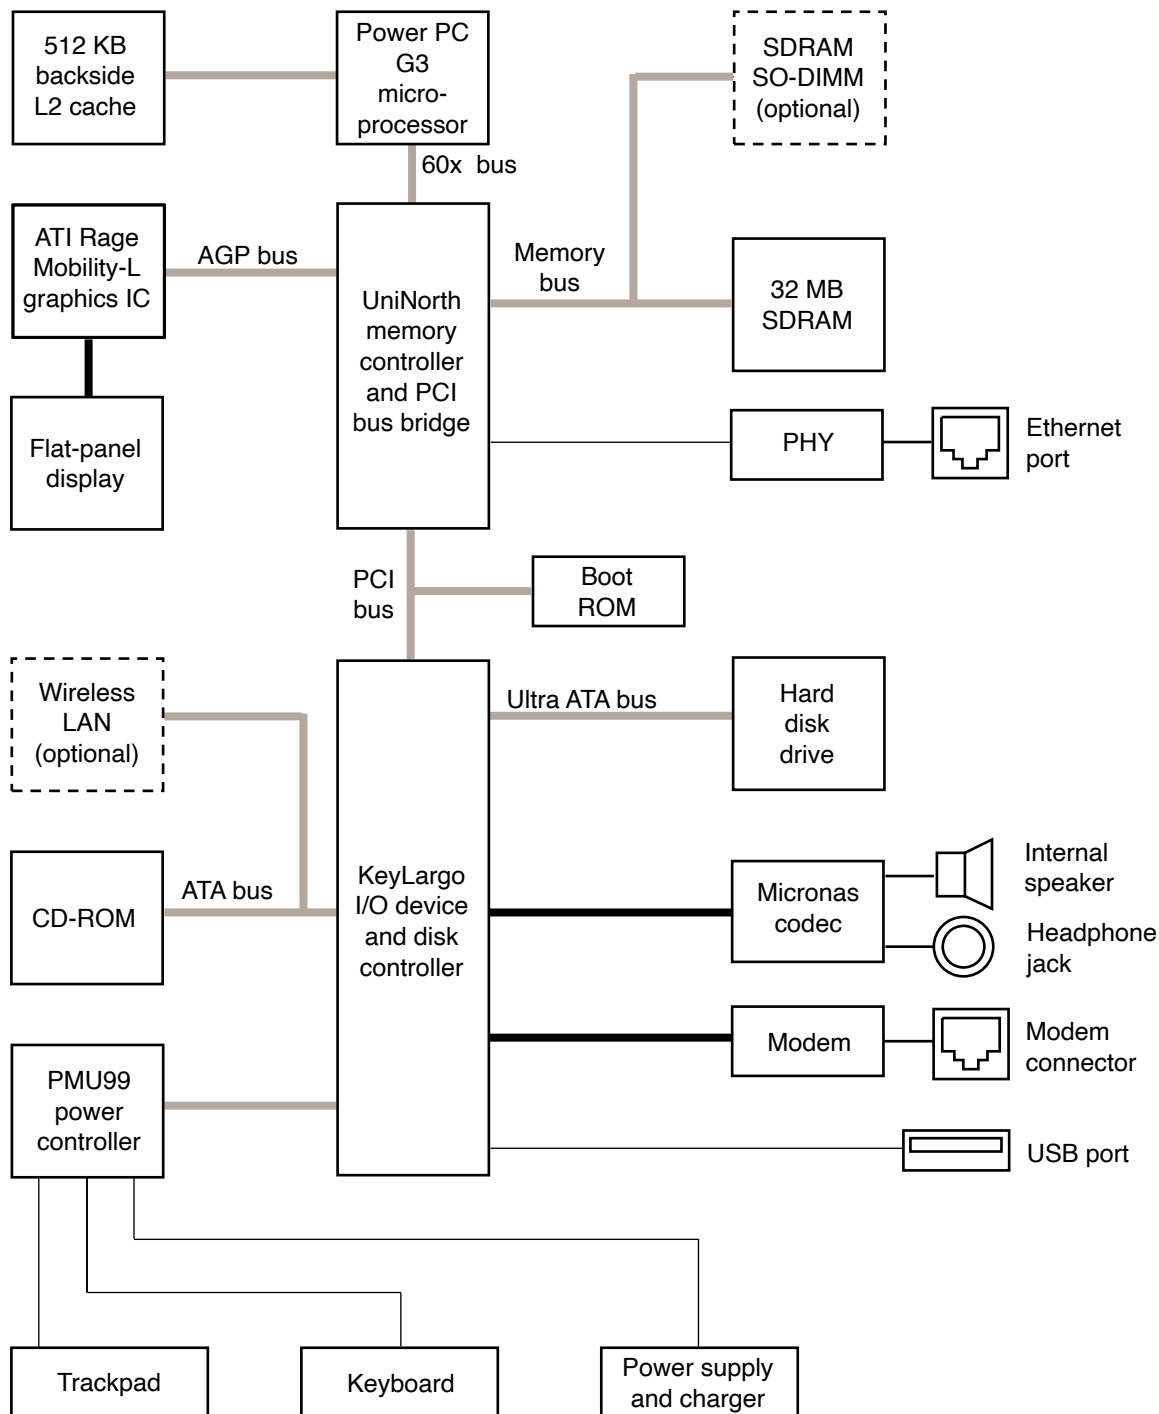 512 KB
backside
L2 cache
Power PC
G3
micro-
processor
SDRAM
SO-DIMM
(optional)
60x bus
ATI Rage
Mobility-L
graphics IC
AGP bus
UniNorth
memory
controller
and PCI
bus bridge
Memory
bus
32 MB
SDRAM
Flat-panel
display
PHY
Ethernet
port
PCI
bus
Boot
ROM
Wireless
LAN
(optional)
Ultra ATA bus
Hard
disk
drive
CD-ROM
ATA bus
KeyLargo
I/O device
and disk
controller
Micronas
codec
Internal
speaker
Headphone
jack
Modem
Modem
connector
PMU99
power
controller
USB port
Trackpad
Keyboard
Power supply
and charger